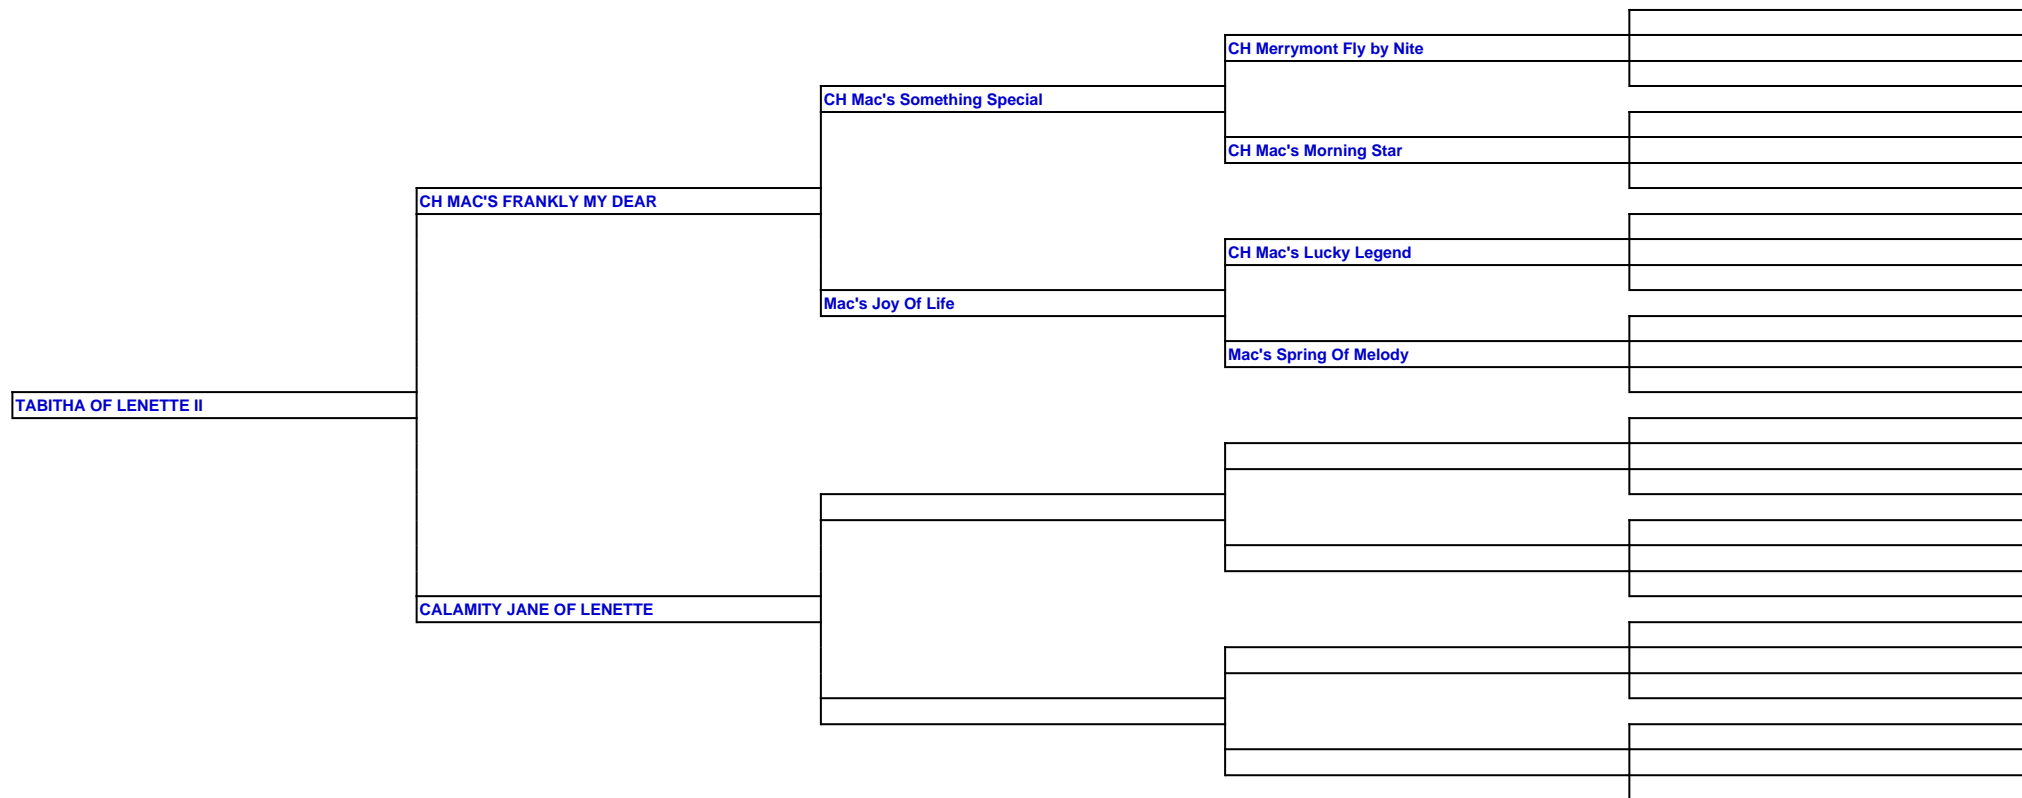 CH Merrymont Fly by Nite
CH Mac's Something Special
CH Mac's Morning Star
CH MAC'S FRANKLY MY DEAR
CH Mac's Lucky Legend
Mac's Joy Of Life
Mac's Spring Of Melody
TABITHA OF LENETTE II
CALAMITY JANE OF LENETTE